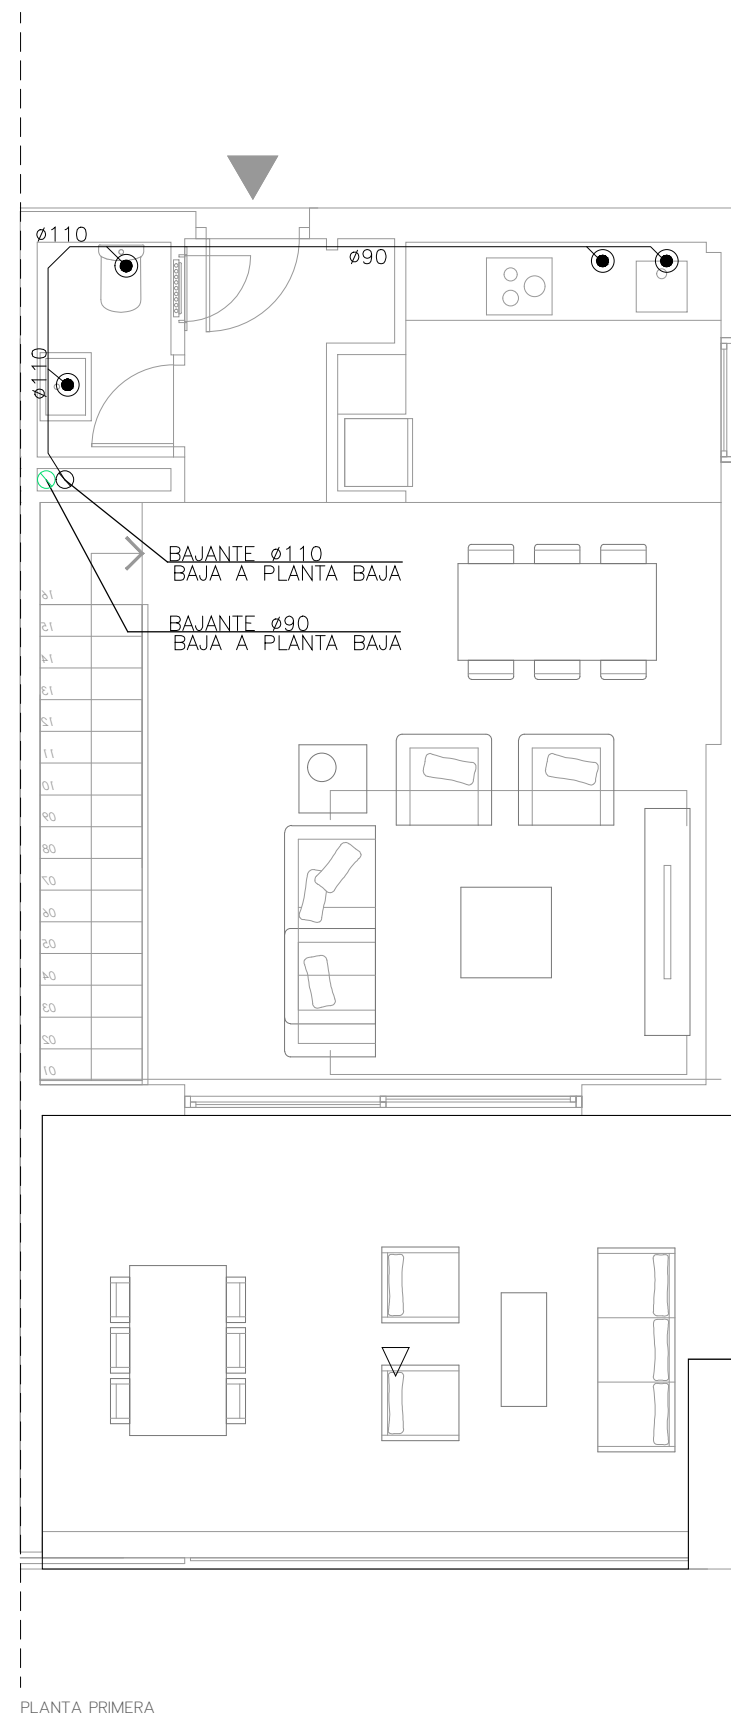 ø110
ø90
ø110
BAJANTE ø110
BAJA A PLANTA BAJA
BAJANTE ø90
BAJA A PLANTA BAJA
16
15
14
13
12
11
10
09
08
07
06
05
04
03
02
01
PLANTA PRIMERA